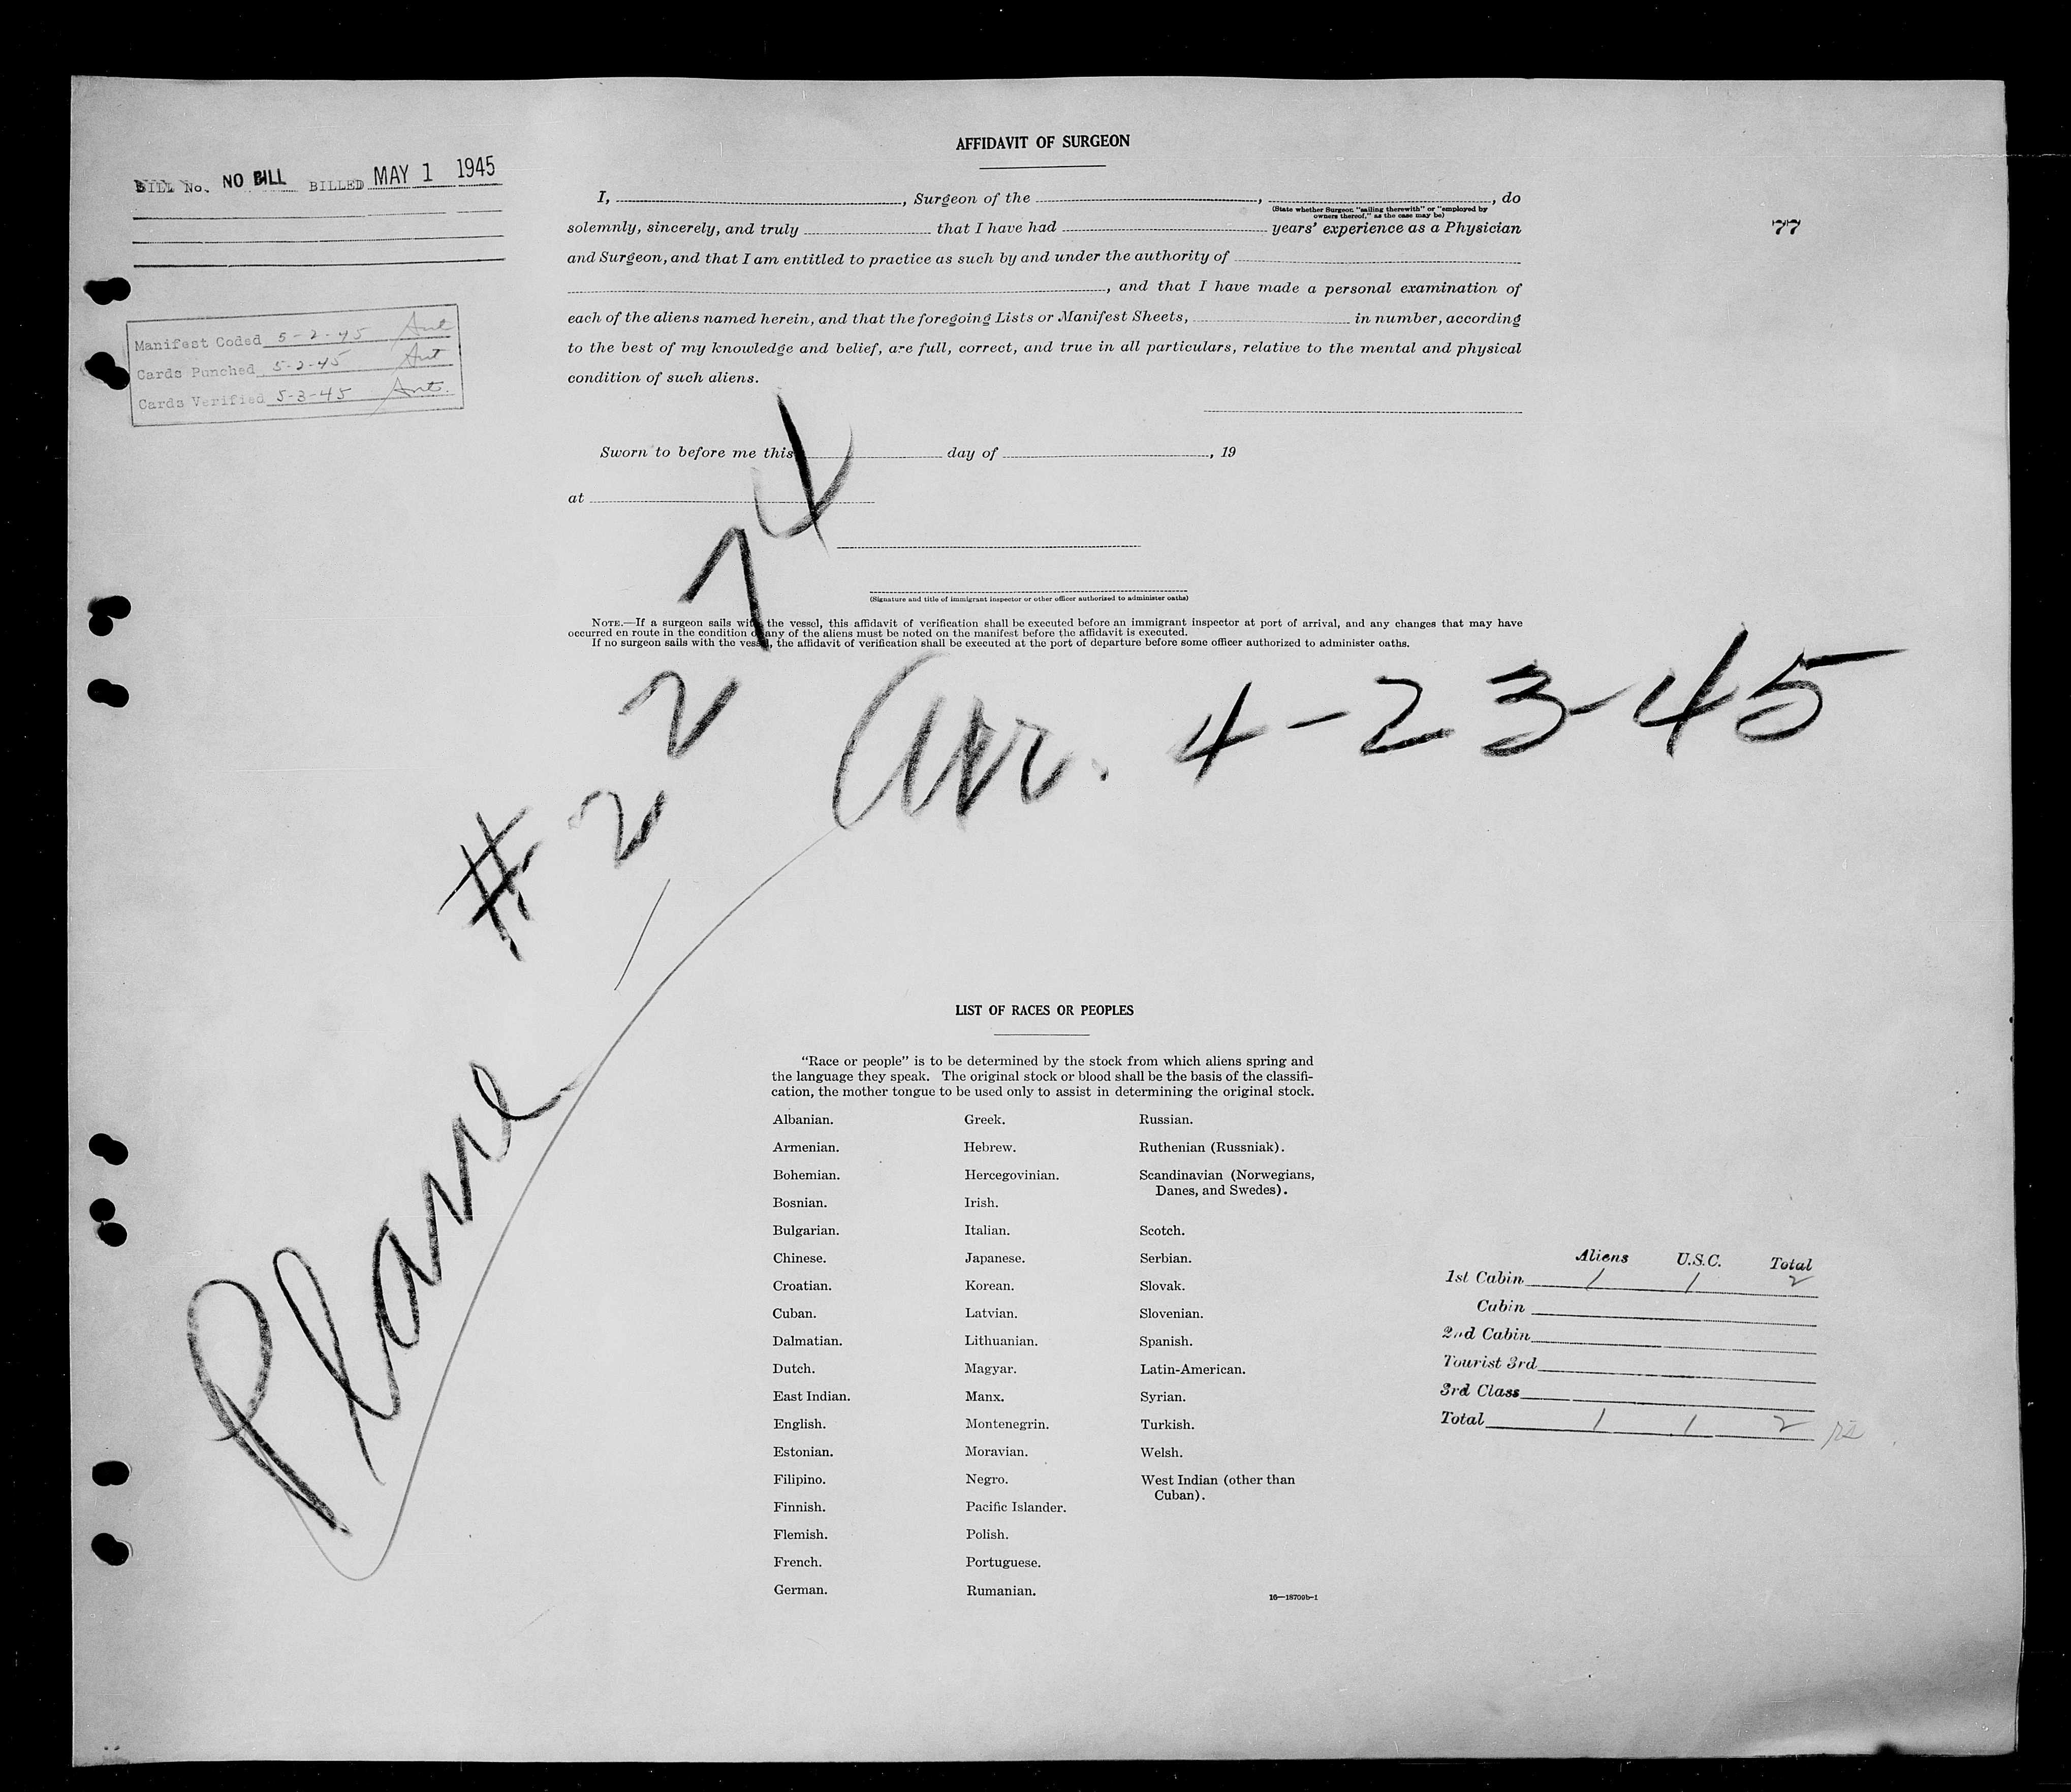 AFFIDAVIT OF SURGEON
BILL No. NO BILL BILLED MAY 1 1945
I, , Surgeon of the , , do
(State whether Surgeon "sailing therewith" or "employed by
owners thereof," as the case may be)
solemnly, sincerely, and truly that I have had years' experience as a Physician
77
and Surgeon, and that I am entitled to practice as such by and under the authority of
, and that I have made a personal examination of
each of the aliens named herein, and that the foregoing Lists or Manifest Sheets, in number, according
to the best of my knowledge and belief, are full, correct, and true in all particulars, relative to the mental and physical
condition of such aliens.
Manifest Coded 5-2-45
Cards Punched 5-2-45
Cards Verified 5-3-45
Sworn to before me this day of , 19
at
(Signature and title of immigrant inspector or other officer authorized to administer oaths)
NOTE.—If a surgeon sails with the vessel, this affidavit of verification shall be executed before an immigrant inspector at port of arrival, and any changes that may have
occurred en route in the condition of any of the aliens must be noted on the manifest before the affidavit is executed.
If no surgeon sails with the vessel, the affidavit of verification shall be executed at the port of departure before some officer authorized to administer oaths.
Plane #2274
Arr. 4-23-45
LIST OF RACES OR PEOPLES
"Race or people" is to be determined by the stock from which aliens spring and
the language they speak. The original stock or blood shall be the basis of the classifi-
cation, the mother tongue to be used only to assist in determining the original stock.
Albanian.
Armenian.
Bohemian.
Bosnian.
Bulgarian.
Chinese.
Croatian.
Cuban.
Dalmatian.
Dutch.
East Indian.
English.
Estonian.
Filipino.
Finnish.
Flemish.
French.
German.
Greek.
Hebrew.
Hercegovinian.
Irish.
Italian.
Japanese.
Korean.
Latvian.
Lithuanian.
Magyar.
Manx.
Montenegrin.
Moravian.
Negro.
Pacific Islander.
Polish.
Portuguese.
Rumanian.
Russian.
Ruthenian (Russniak).
Scandinavian (Norwegians,
Danes, and Swedes).
Scotch.
Serbian.
Slovak.
Slovenian.
Spanish.
Latin-American.
Syrian.
Turkish.
Welsh.
West Indian (other than
Cuban).
16—18709b-1
Aliens U.S.C. Total
1st Cabin 1 1 2
Cabin
2nd Cabin
Tourist 3rd
3rd Class
Total 1 1 2